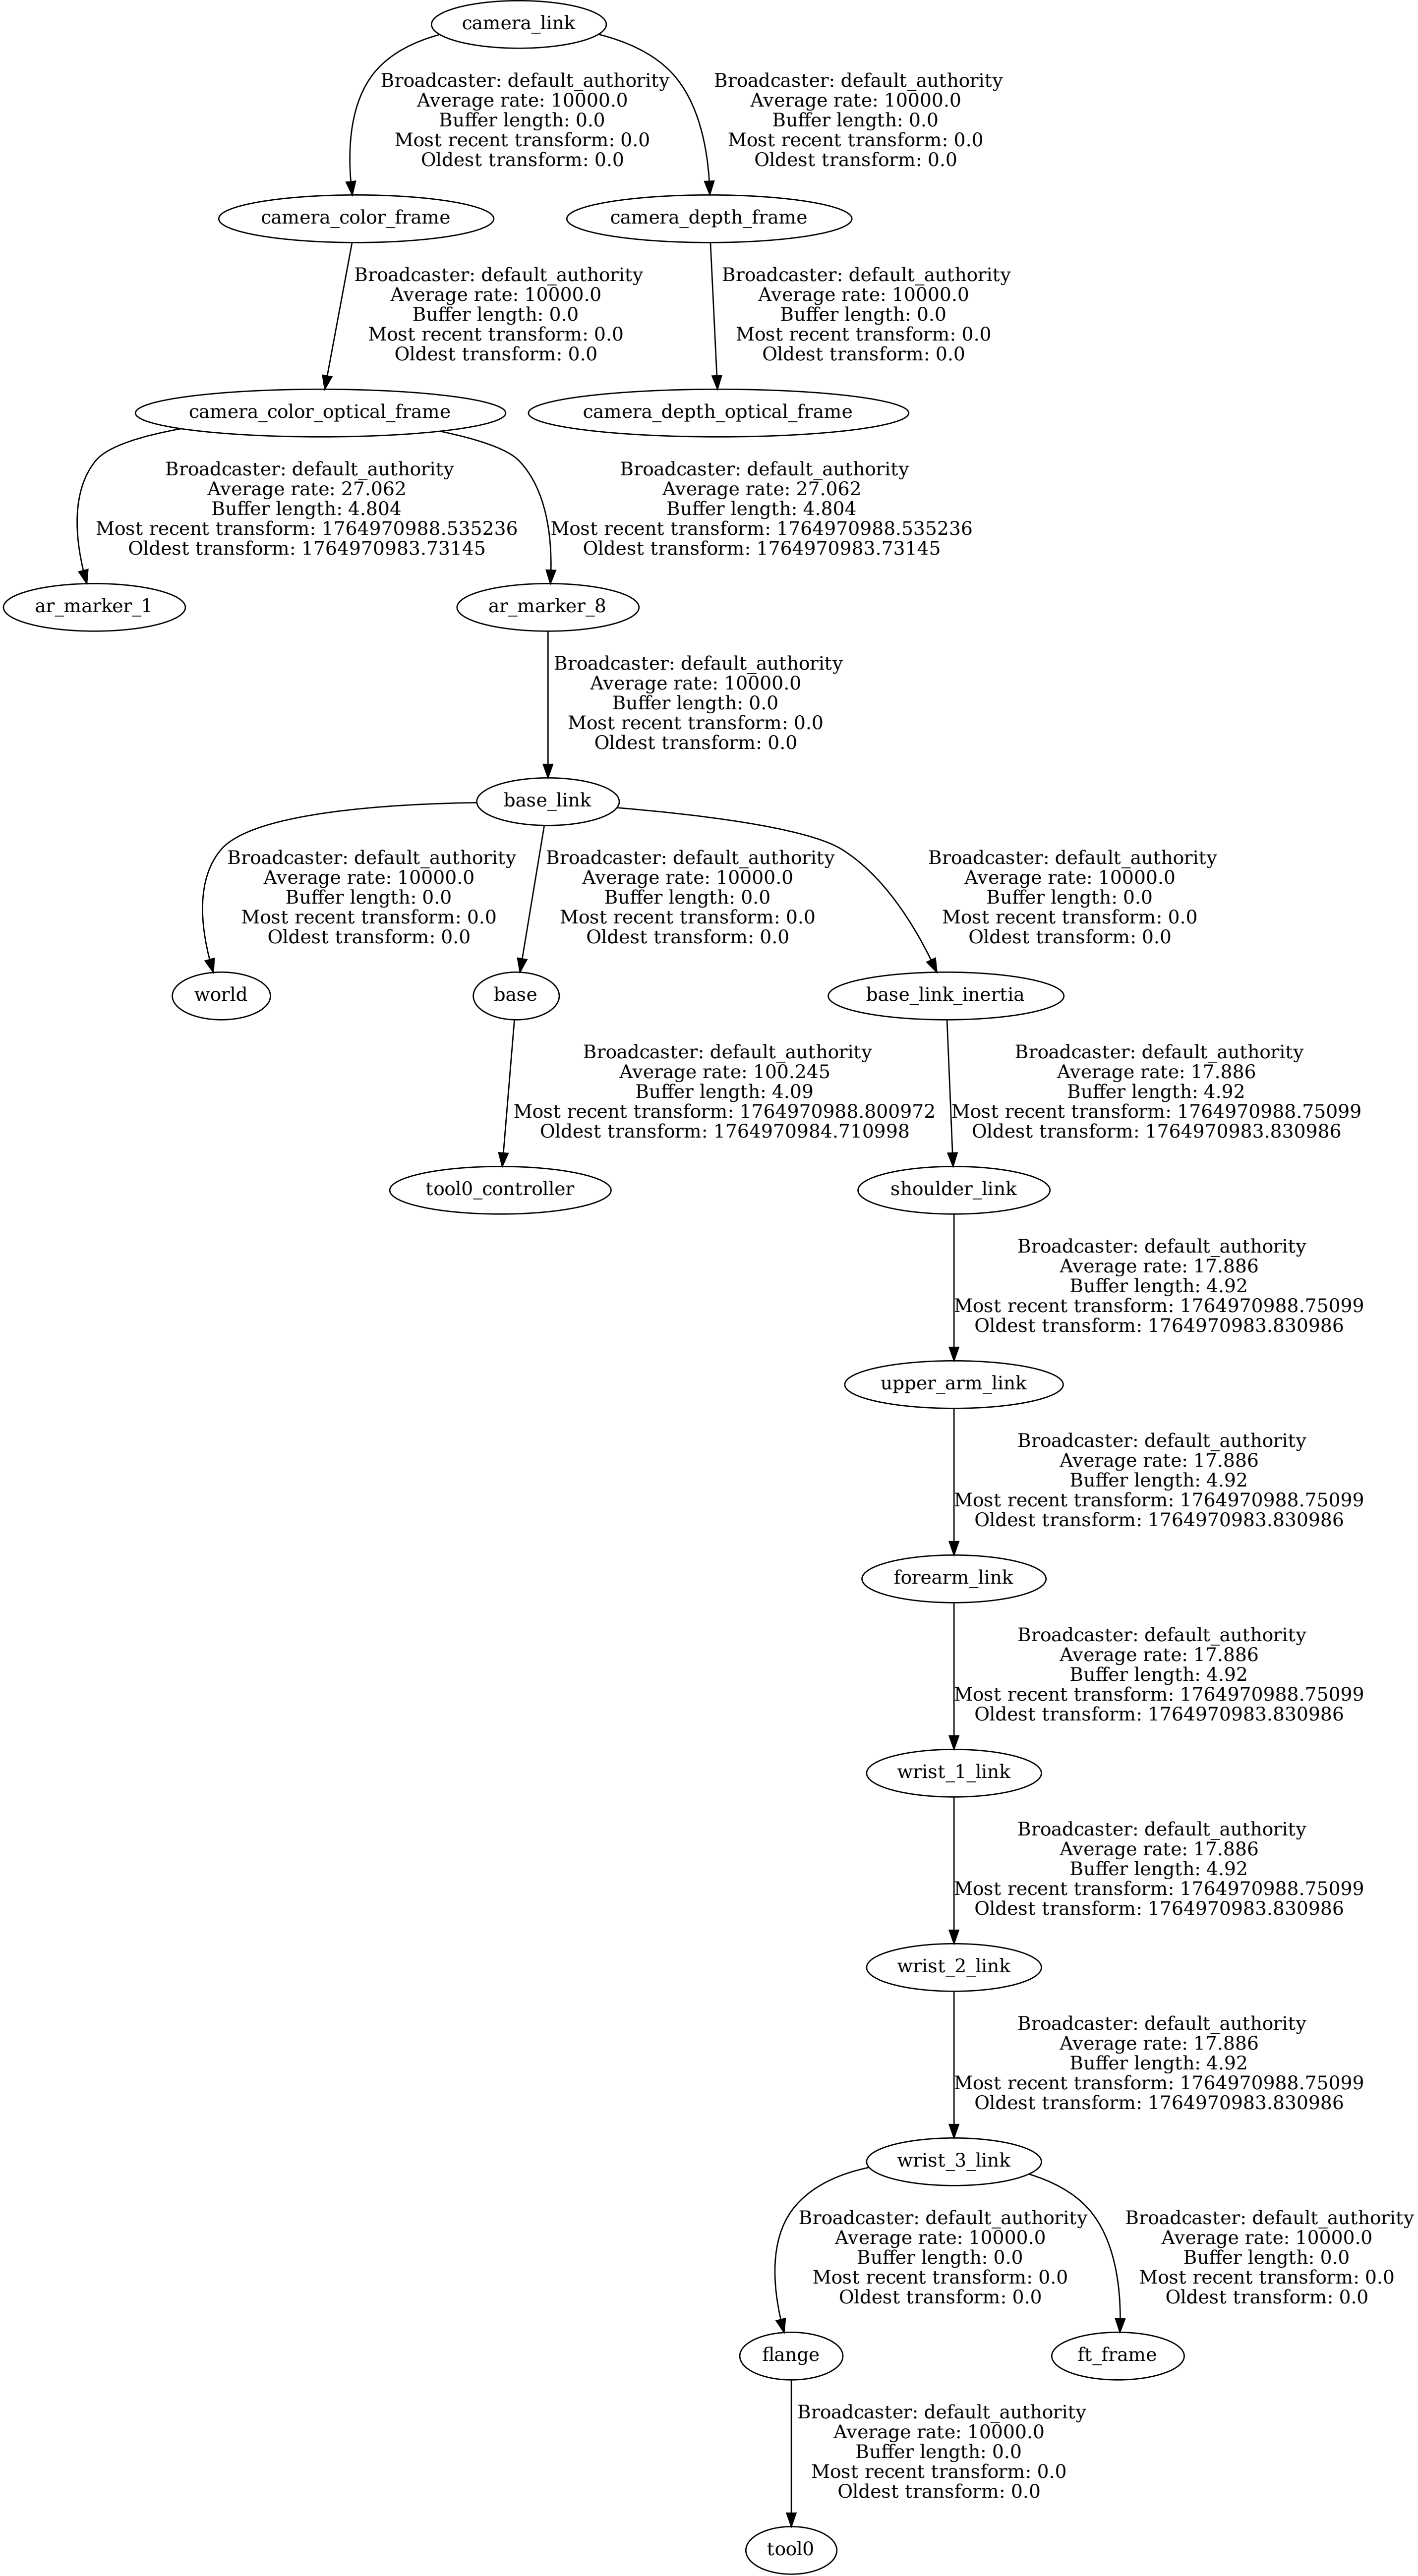 camera_link
Broadcaster: default_authority
Average rate: 10000.0
Buffer length: 0.0
Most recent transform: 0.0
Oldest transform: 0.0
Broadcaster: default_authority
Average rate: 10000.0
Buffer length: 0.0
Most recent transform: 0.0
Oldest transform: 0.0
camera_color_frame
camera_depth_frame
Broadcaster: default_authority
Average rate: 10000.0
Buffer length: 0.0
Most recent transform: 0.0
Oldest transform: 0.0
Broadcaster: default_authority
Average rate: 10000.0
Buffer length: 0.0
Most recent transform: 0.0
Oldest transform: 0.0
camera_color_optical_frame
camera_depth_optical_frame
Broadcaster: default_authority
Average rate: 27.062
Buffer length: 4.804
Most recent transform: 1764970988.535236
Oldest transform: 1764970983.73145
Broadcaster: default_authority
Average rate: 27.062
Buffer length: 4.804
Most recent transform: 1764970988.535236
Oldest transform: 1764970983.73145
ar_marker_1
ar_marker_8
Broadcaster: default_authority
Average rate: 10000.0
Buffer length: 0.0
Most recent transform: 0.0
Oldest transform: 0.0
base_link
Broadcaster: default_authority
Average rate: 10000.0
Buffer length: 0.0
Most recent transform: 0.0
Oldest transform: 0.0
Broadcaster: default_authority
Average rate: 10000.0
Buffer length: 0.0
Most recent transform: 0.0
Oldest transform: 0.0
Broadcaster: default_authority
Average rate: 10000.0
Buffer length: 0.0
Most recent transform: 0.0
Oldest transform: 0.0
world
base
base_link_inertia
Broadcaster: default_authority
Average rate: 100.245
Buffer length: 4.09
Most recent transform: 1764970988.800972
Oldest transform: 1764970984.710998
Broadcaster: default_authority
Average rate: 17.886
Buffer length: 4.92
Most recent transform: 1764970988.75099
Oldest transform: 1764970983.830986
tool0_controller
shoulder_link
Broadcaster: default_authority
Average rate: 17.886
Buffer length: 4.92
Most recent transform: 1764970988.75099
Oldest transform: 1764970983.830986
upper_arm_link
Broadcaster: default_authority
Average rate: 17.886
Buffer length: 4.92
Most recent transform: 1764970988.75099
Oldest transform: 1764970983.830986
forearm_link
Broadcaster: default_authority
Average rate: 17.886
Buffer length: 4.92
Most recent transform: 1764970988.75099
Oldest transform: 1764970983.830986
wrist_1_link
Broadcaster: default_authority
Average rate: 17.886
Buffer length: 4.92
Most recent transform: 1764970988.75099
Oldest transform: 1764970983.830986
wrist_2_link
Broadcaster: default_authority
Average rate: 17.886
Buffer length: 4.92
Most recent transform: 1764970988.75099
Oldest transform: 1764970983.830986
wrist_3_link
Broadcaster: default_authority
Average rate: 10000.0
Buffer length: 0.0
Most recent transform: 0.0
Oldest transform: 0.0
Broadcaster: default_authority
Average rate: 10000.0
Buffer length: 0.0
Most recent transform: 0.0
Oldest transform: 0.0
flange
ft_frame
Broadcaster: default_authority
Average rate: 10000.0
Buffer length: 0.0
Most recent transform: 0.0
Oldest transform: 0.0
tool0